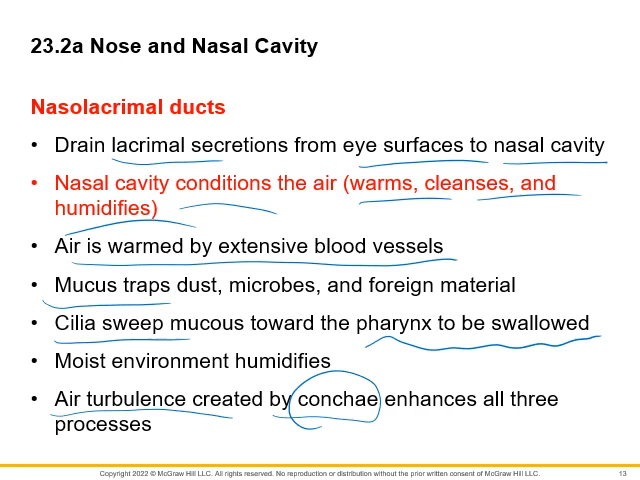 23.2a Nose and Nasal Cavity
Nasolacrimal ducts
• Drain lacrimal secretions from eye surfaces to nasal cavity
• Nasal cavity conditions the air (warms, cleanses, and
humidifies)
• Air is warmed by extensive blood vessels
• Mucus traps dust, microbes, and foreign material
• Cilia sweep mucous toward the pharynx to be swallowed
• Moist environment humidifies
• Air turbulence created by conchae enhances all three
processes
Copyright 2022 © McGraw Hill LLC. All rights reserved. No reproduction or distribution without the prior written consent of McGraw Hill LLC.
13